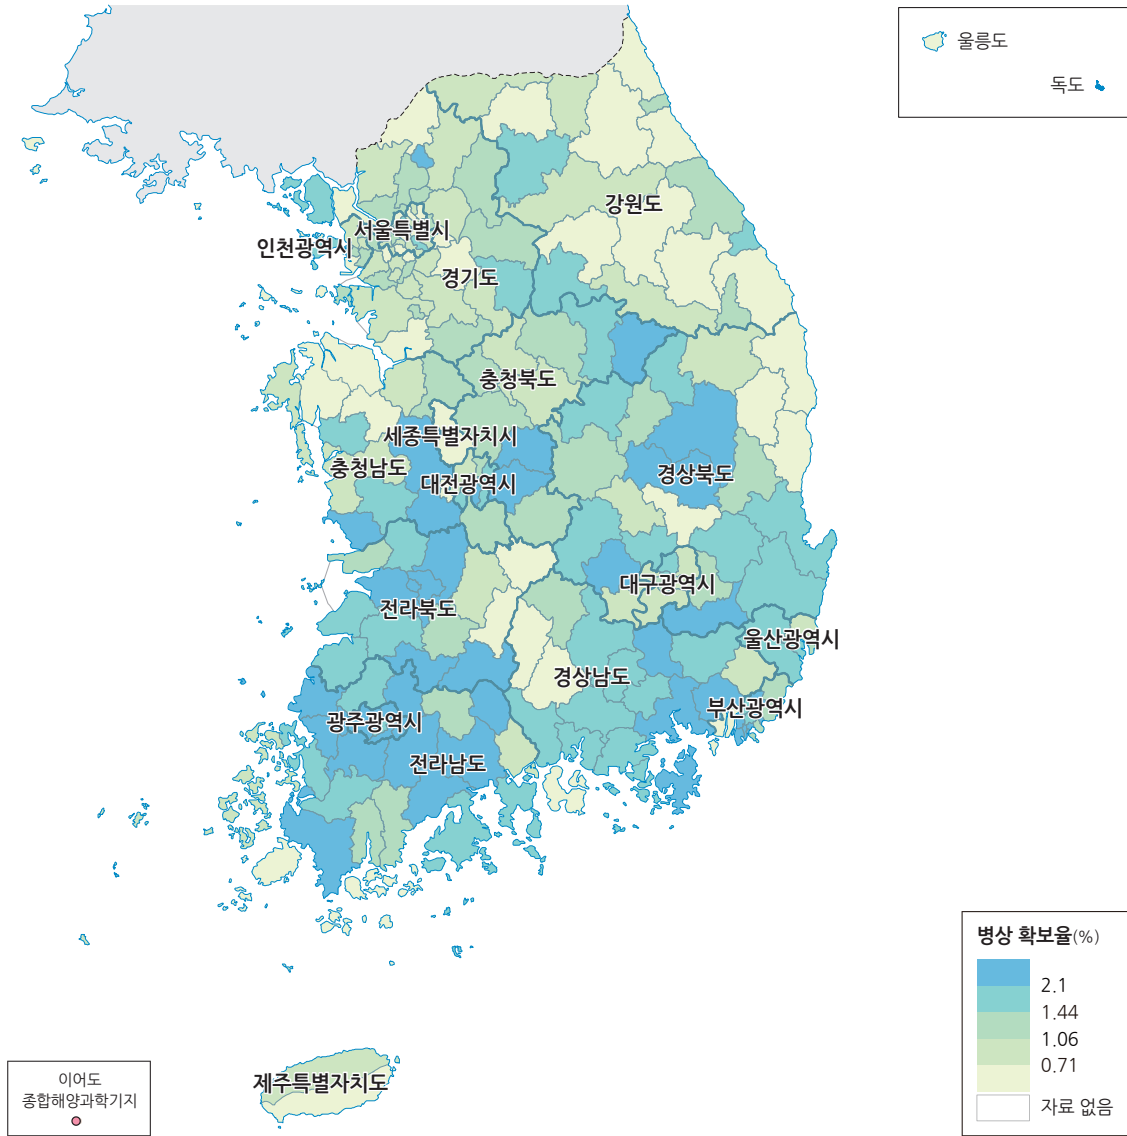 울릉도
독도
강원도
서울특별시
인천광역시
경기도
충청북도
세종특별자치시
충청남도
대전광역시
경상북도
대구광역시
전라북도
울산광역시
경상남도
부산광역시
광주광역시
전라남도
제주특별자치도
병상 확보율(%)
2.1
1.44
1.06
0.71
자료 없음
이어도
종합해양과학기지